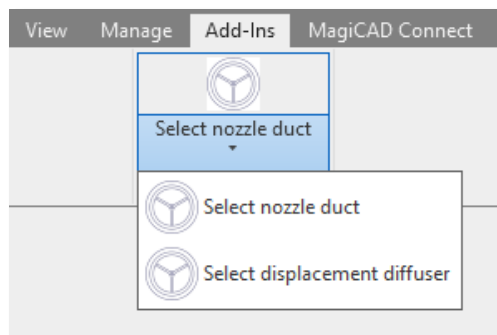 View Manage Add-Ins MagiCAD Connect
Select nozzle duct
Select nozzle duct
Select displacement diffuser